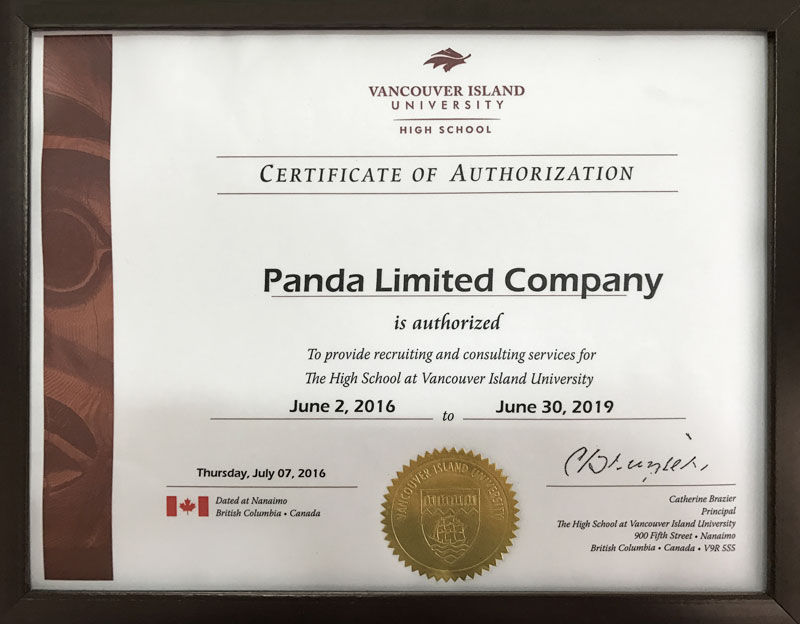 VANCOUVER ISLAND
UNIVERSITY
HIGH SCHOOL
CERTIFICATE OF AUTHORIZATION
Panda Limited Company
is authorized
To provide recruiting and consulting services for
The High School at Vancouver Island University
June 2, 2016 to June 30, 2019
Thursday, July 07, 2016
Dated at Nanaimo
British Columbia • Canada
VANCOUVER ISLAND UNIVERSITY
Catherine Brazier
Principal
The High School at Vancouver Island University
900 Fifth Street • Nanaimo
British Columbia • Canada • V9R 5S5